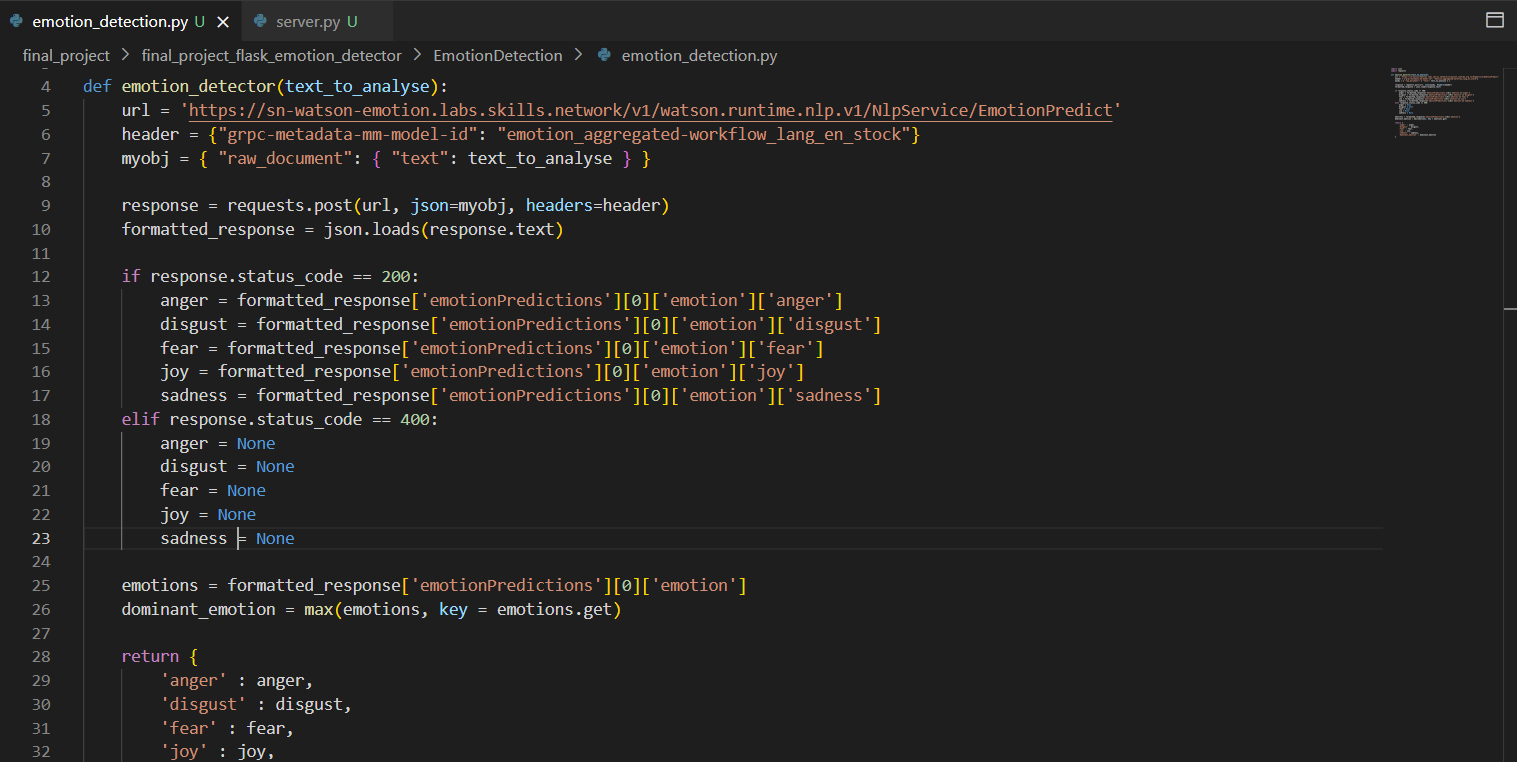 emotion_detection.py U
server.py U
final_project > final_project_flask_emotion_detector > EmotionDetection > emotion_detection.py
4 def emotion_detector(text_to_analyse):
5     url = 'https://sn-watson-emotion.labs.skills.network/v1/watson.runtime.nlp.v1/NlpService/EmotionPredict'
6     header = {"grpc-metadata-mm-model-id": "emotion_aggregated-workflow_lang_en_stock"}
7     myobj = { "raw_document": { "text": text_to_analyse } }
8
9     response = requests.post(url, json=myobj, headers=header)
10     formatted_response = json.loads(response.text)
11
12     if response.status_code == 200:
13         anger = formatted_response['emotionPredictions'][0]['emotion']['anger']
14         disgust = formatted_response['emotionPredictions'][0]['emotion']['disgust']
15         fear = formatted_response['emotionPredictions'][0]['emotion']['fear']
16         joy = formatted_response['emotionPredictions'][0]['emotion']['joy']
17         sadness = formatted_response['emotionPredictions'][0]['emotion']['sadness']
18     elif response.status_code == 400:
19         anger = None
20         disgust = None
21         fear = None
22         joy = None
23         sadness = None
24
25     emotions = formatted_response['emotionPredictions'][0]['emotion']
26     dominant_emotion = max(emotions, key = emotions.get)
27
28     return {
29         'anger' : anger,
30         'disgust' : disgust,
31         'fear' : fear,
32         'joy' : joy,